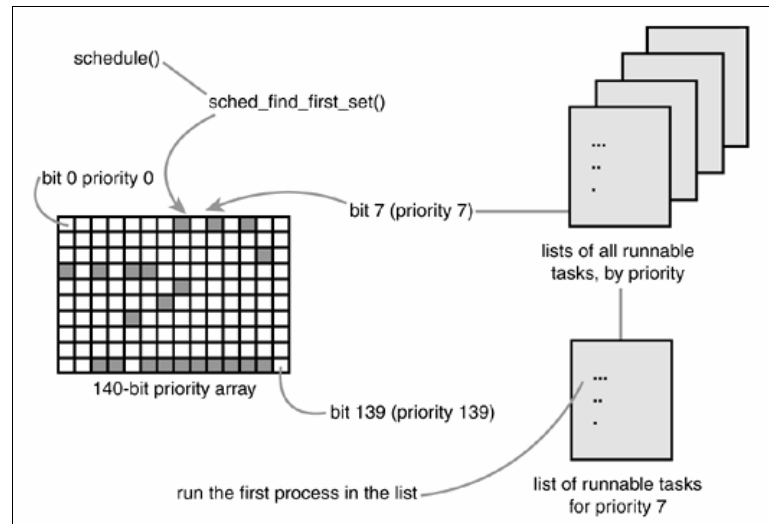 schedule()
sched_find_first_set()
bit 0 priority 0
bit 7 (priority 7)
...
..
.
lists of all runnable
tasks, by priority
140-bit priority array
bit 139 (priority 139)
...
..
.
run the first process in the list
list of runnable tasks
for priority 7